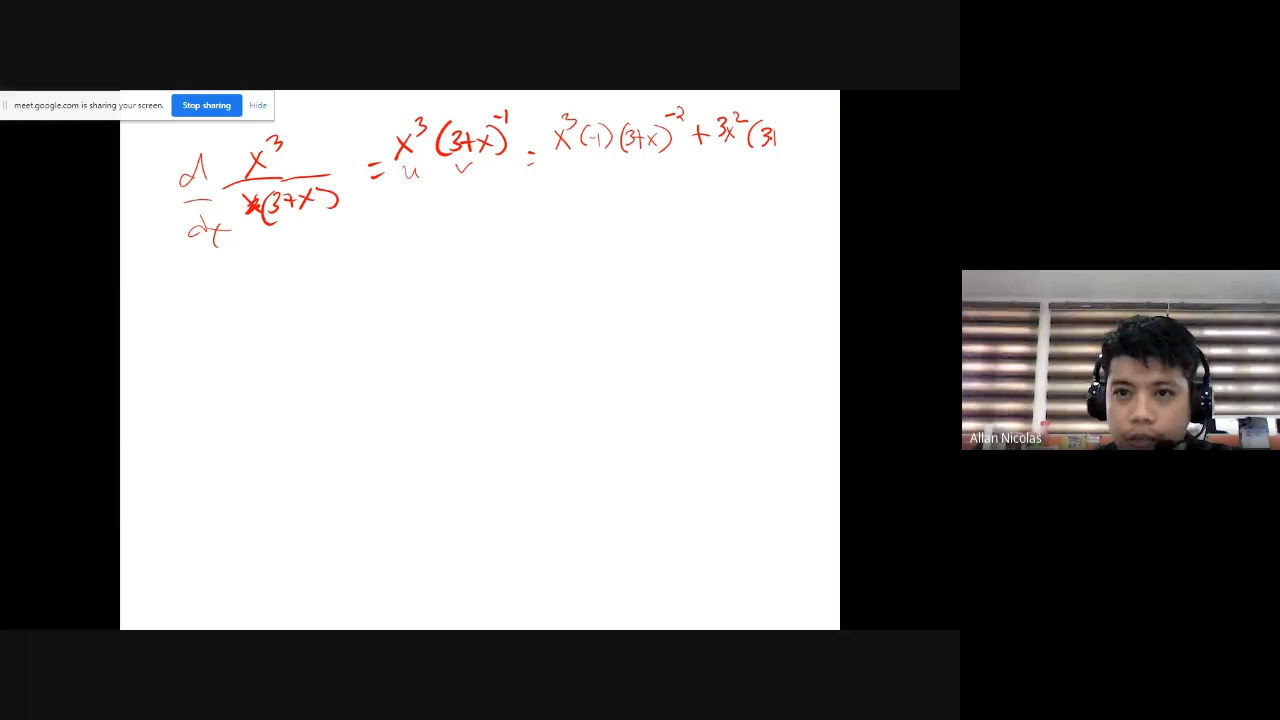 meet.google.com is sharing your screen. Stop sharing Hide
d/dx x³/(3+x) = x³ (3+x)⁻¹ = x³(-1)(3+x)⁻² + 3x²(3+
u v
Allan Nicolas